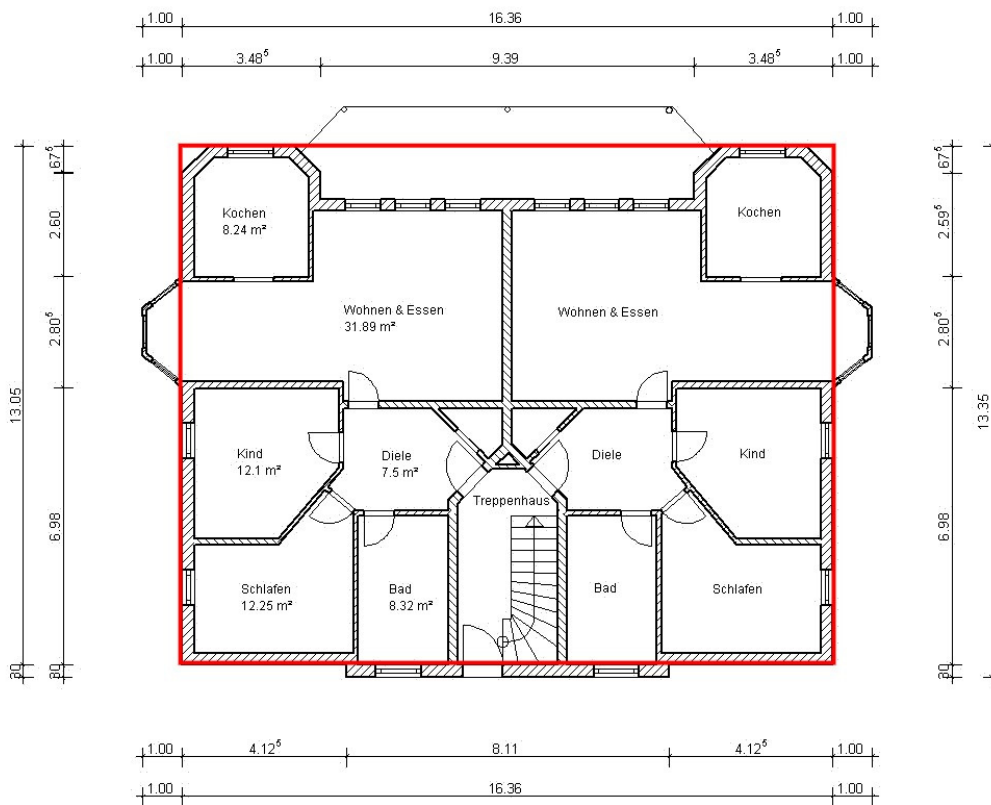 1.00 16.36 1.00
1.00 3.48⁵ 9.39 3.48⁵ 1.00
67⁵
2.60
2.80⁵
6.98
13.05
67⁵
2.59⁵
2.80⁵
6.98
13.35
Kochen
8.24 m²
Kochen
Wohnen & Essen
31.89 m²
Wohnen & Essen
Kind
12.1 m²
Diele
7.5 m²
Diele
Kind
Treppenhaus
Schlafen
12.25 m²
Bad
8.32 m²
Bad
Schlafen
1.00 4.12⁵ 8.11 4.12⁵ 1.00
1.00 16.36 1.00